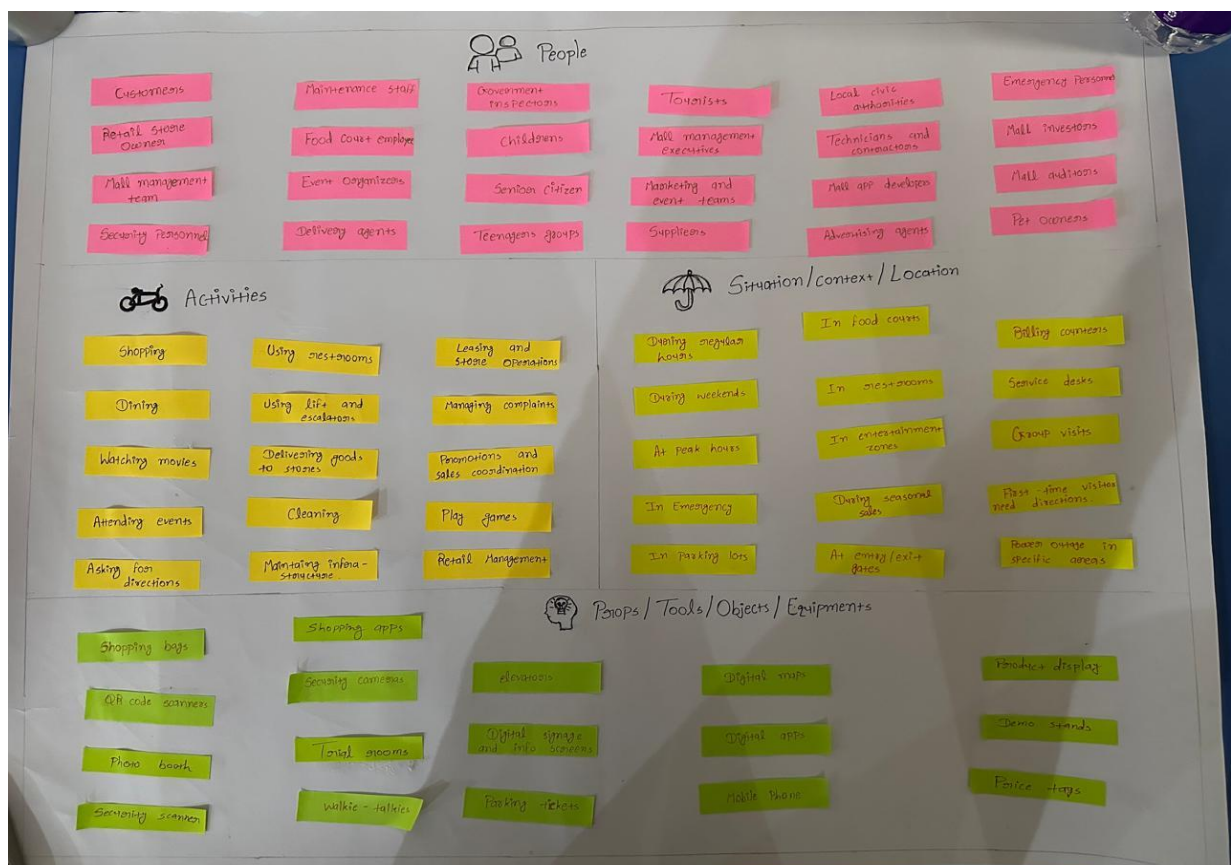 People
Customers
Retail store
owner
Mall management
team
Security Personnel
Maintenance staff
Food court employee
Event Organizers
Delivery agents
Government
inspectors
Childrens
Senior citizen
Teenagers groups
Tourists
Mall management
executives
Marketing and
event teams
Suppliers
Local civic
authorities
Technicians and
contractors
Mall app developer
Advertising agents
Emergency Personnel
Mall investors
Mall auditors
Pet owners
Activities
Shopping
Dining
Watching movies
Attending events
Asking for
directions
Using restrooms
Using lift and
escalators
Delivering goods
to stores
Cleaning
Maintaing infra-
structure.
Leasing and
store operations
Managing complaints
Promotions and
sales coordination
Play games
Retail Management
Situation/context/Location
During regular
hours
During weekends
At peak hours
In Emergency
In parking lots
In food courts
In restrooms
In entertainment
zones
During seasonal
sales
At entry/exit
gates
Billing counters
Service desks
Group visits
First-time visitor
need directions.
Power outage in
specific areas
Props/Tools/Objects/Equipments
Shopping bags
QR code scanners
Photo booth
Security scanner
Shopping apps
Security cameras
Trial rooms
Walkie-talkies
elevators
Digital signage
and info screens
Parking tickets
Digital maps
Digital apps
Mobile Phone
Product display
Demo stands
Price tags